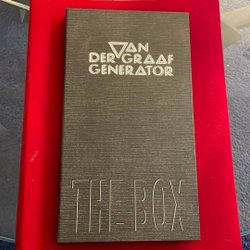 VAN
DER GRAAF
GENERATOR
THE BOX